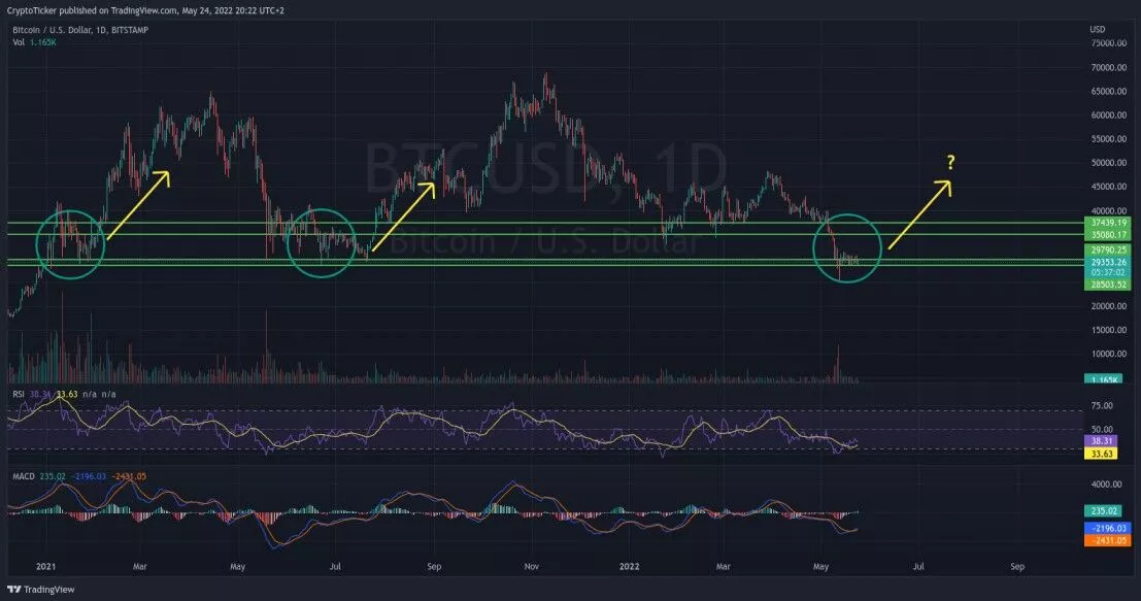 CryptoTicker published on TradingView.com, May 24, 2022 20:22 UTC+2
Bitcoin / U.S. Dollar, 1D, BITSTAMP
Vol 1.165K
USD
75000.00
70000.00
65000.00
60000.00
55000.00
50000.00
45000.00
40000.00
37439.19
35080.17
29790.25
29353.26
05:37:02
28503.52
20000.00
15000.00
10000.00
1.165K
BTCUSD, 1D
Bitcoin / U.S. Dollar
?
RSI 38.31 33.63 n/a n/a
75.00
50.00
38.31
33.63
MACD 235.02 -2196.03 -2431.05
4000.00
235.02
-2196.03
-2431.05
2021 Mar May Jul Sep Nov 2022 Mar May Jul Sep
TradingView